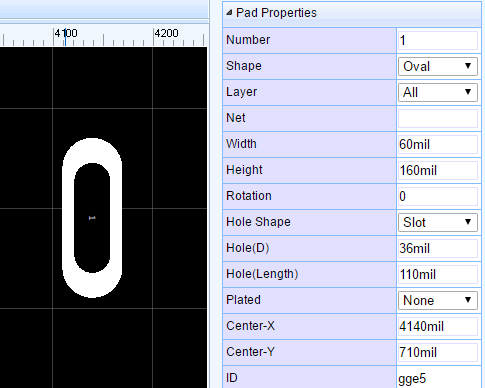 4100
4200
1
Pad Properties
Number 1
Shape Oval
Layer All
Net
Width 60mil
Height 160mil
Rotation 0
Hole Shape Slot
Hole(D) 36mil
Hole(Length) 110mil
Plated None
Center-X 4140mil
Center-Y 710mil
ID gge5